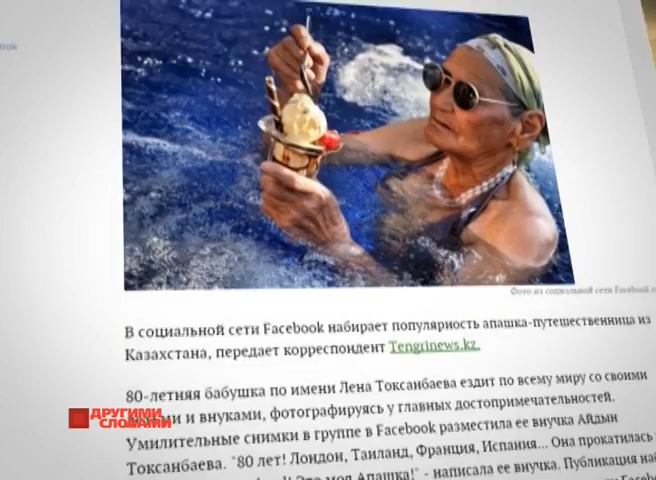 ook
Фото из социальной сети Facebook.c
В социальной сети Facebook набирает популярность апашка-путешественница из
Казахстана, передает корреспондент Tengrinews.kz.
80-летняя бабушка по имени Лена Токсанбаева ездит по всему миру со своими
и внуками, фотографируясь у главных достопримечательностей.
ДРУГИМИ
СЛОВАМИ
Умилительные снимки в группе в Facebook разместила ее внучка Айдын
Токсанбаева. "80 лет! Лондон, Таиланд, Франция, Испания... Она прокатилась
Это моя Апашка!" - написала ее внучка. Публикация